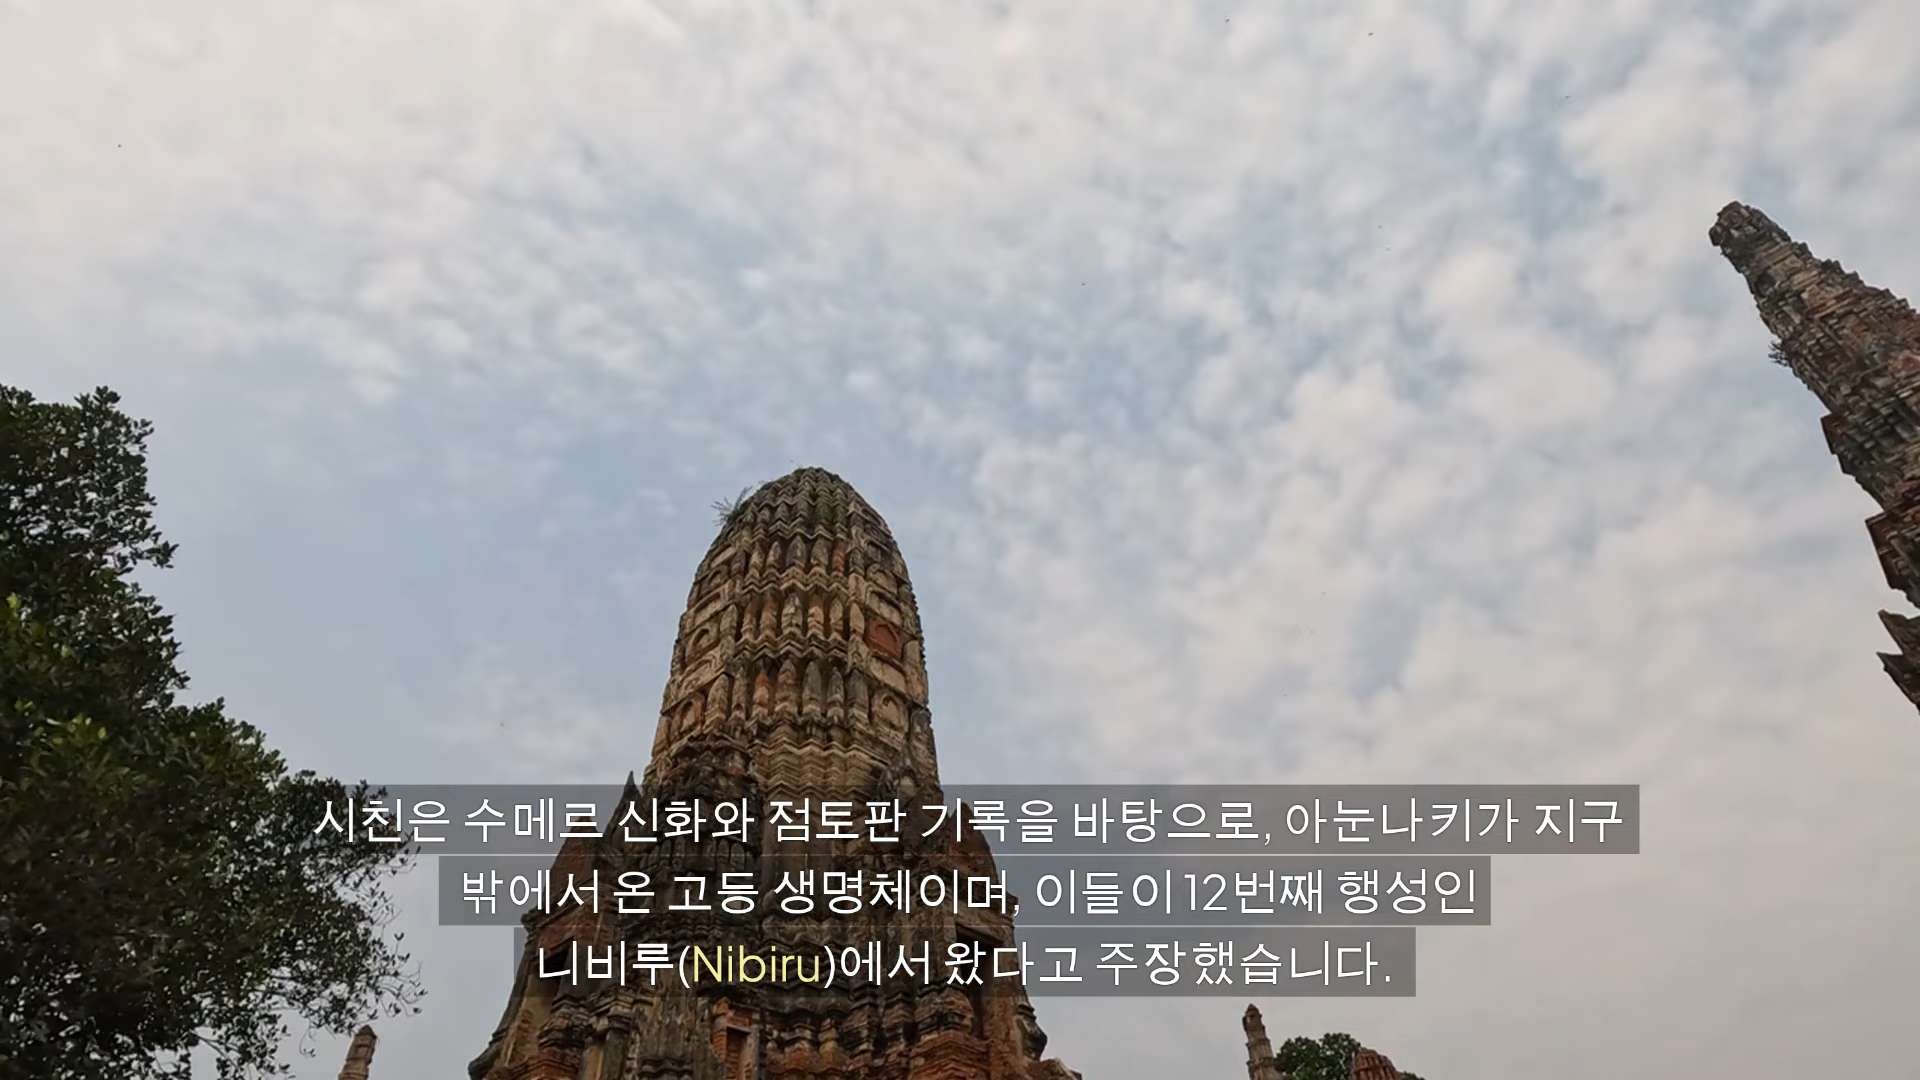 시친은 수메르 신화와 점토판 기록을 바탕으로, 아눈나키가 지구
밖에서 온 고등 생명체이며, 이들이 12번째 행성인
니비루(Nibiru)에서 왔다고 주장했습니다.